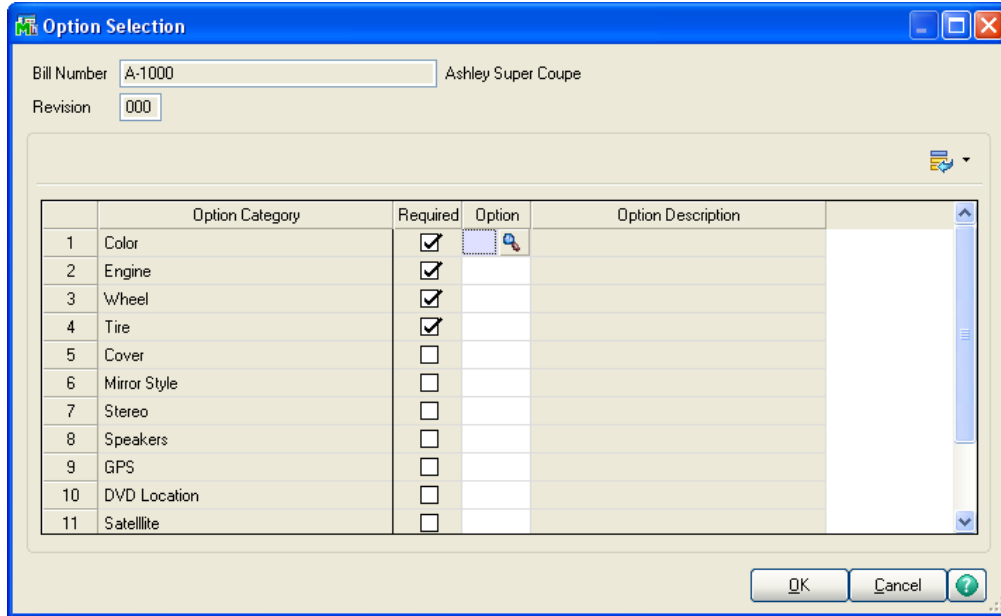 Option Selection
Bill Number A-1000 Ashley Super Coupe
Revision 000
Option Category Required Option Option Description
1 Color
2 Engine
3 Wheel
4 Tire
5 Cover
6 Mirror Style
7 Stereo
8 Speakers
9 GPS
10 DVD Location
11 Satelllite
OK Cancel ?